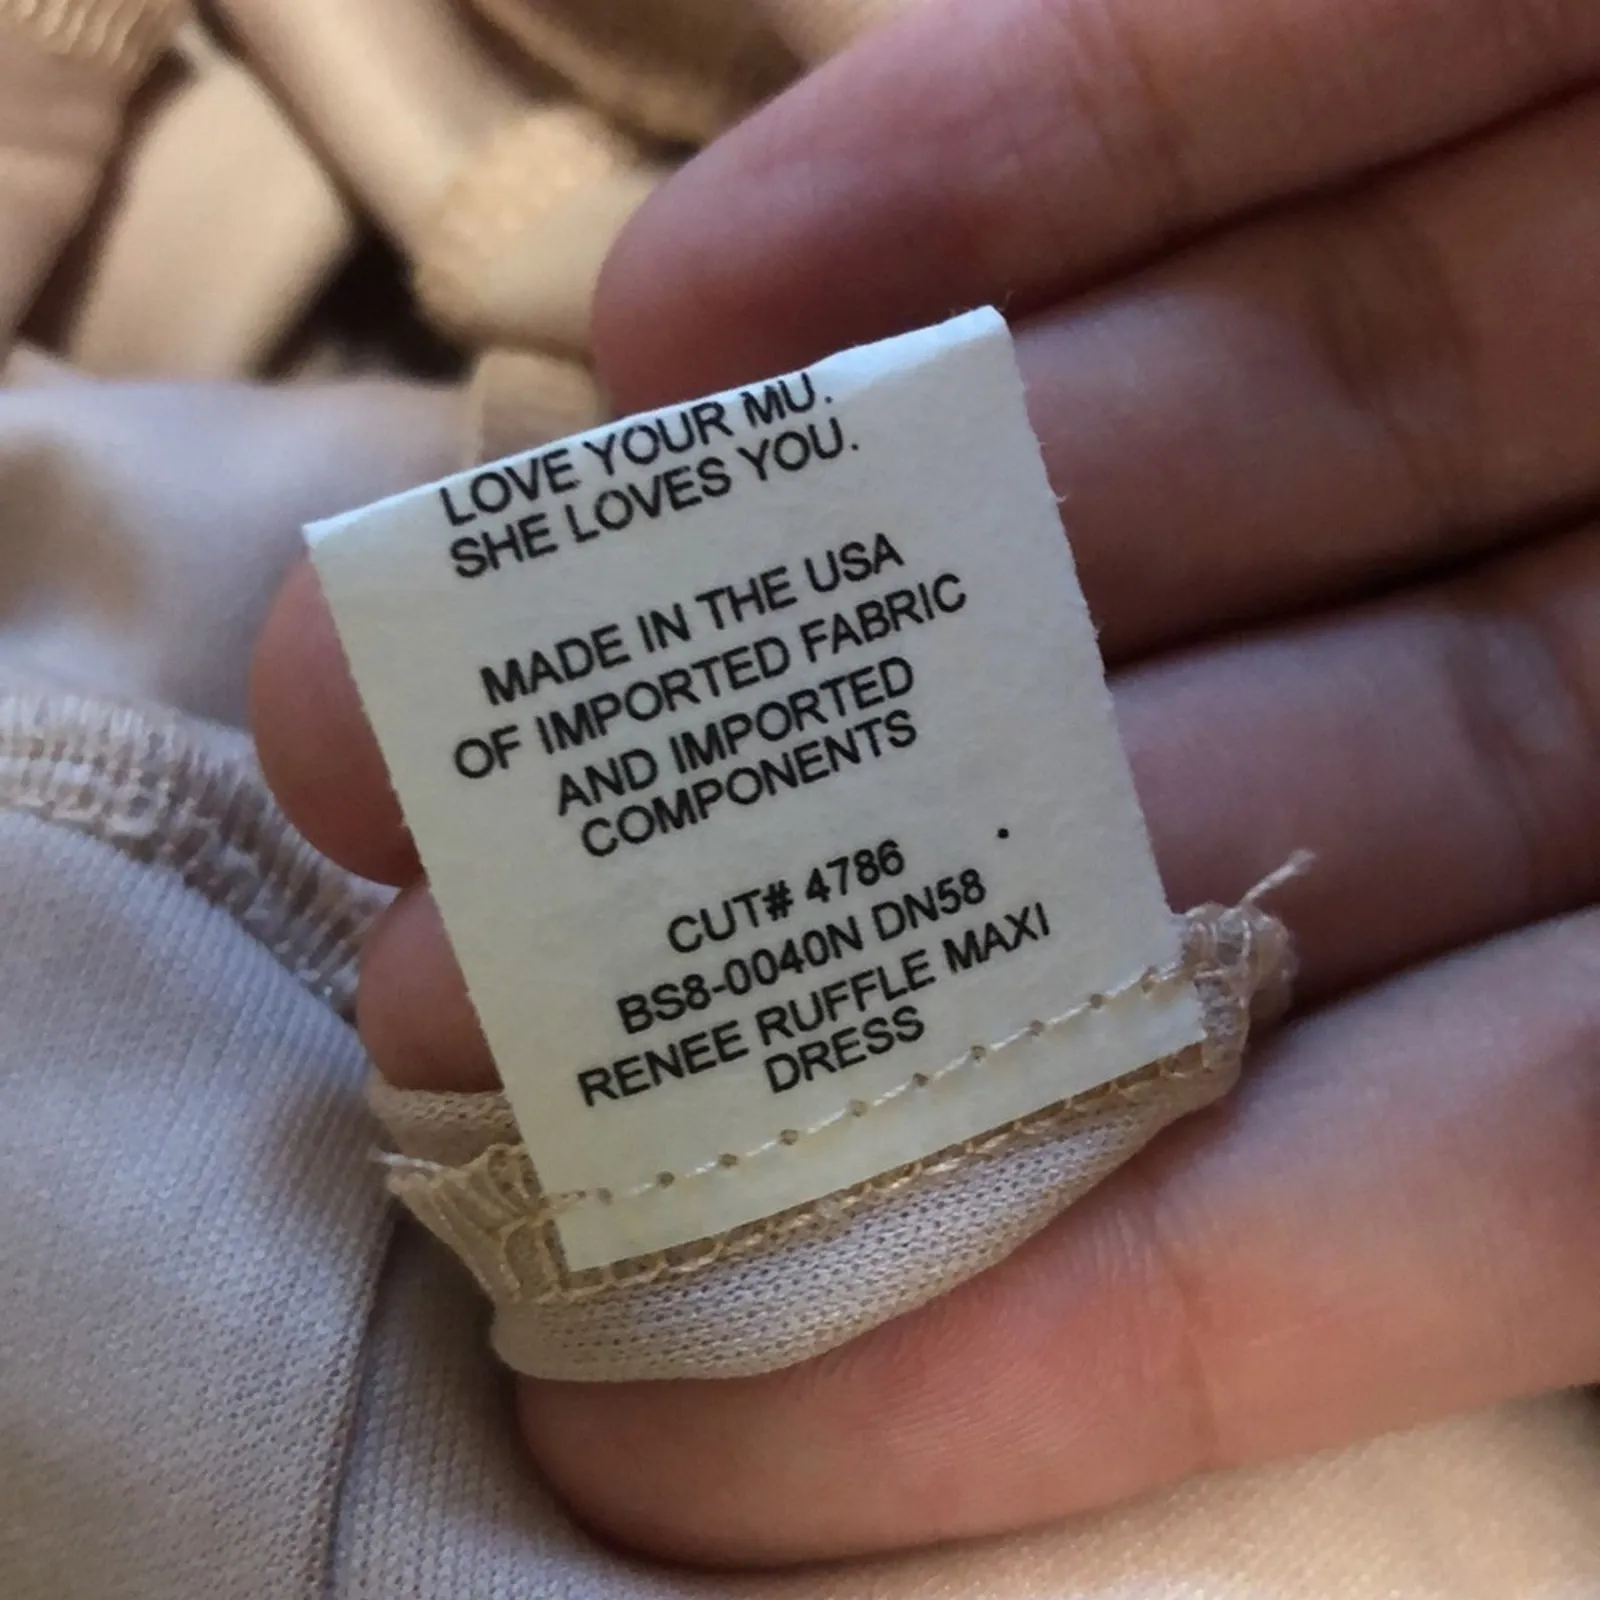 LOVE YOUR MU.
SHE LOVES YOU.
MADE IN THE USA
OF IMPORTED FABRIC
AND IMPORTED
COMPONENTS
CUT# 4786
BS8-0040N DN58
RENEE RUFFLE MAXI
DRESS